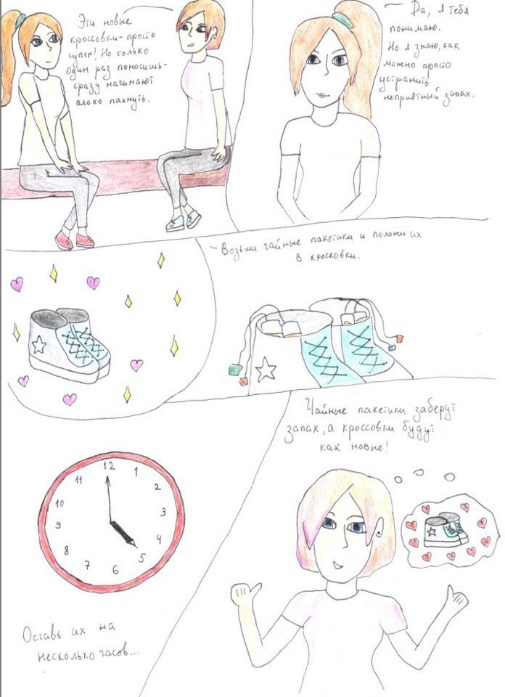 Эти новые
кроссовки-просто
супер! Но только
один раз поносишь-
сразу начинают
плохо пахнуть.
- Да, я тебя
понимаю.
Но я знаю, как
можно просто
устранить
неприятный запах.
- Возьми чайные пакетики и положи их
в кроссовки.
12
1
2
3
4
5
6
7
8
9
10
11
Оставь их на
несколько часов...
Чайные пакетики заберут
запах, а кроссовки будут
как новые!